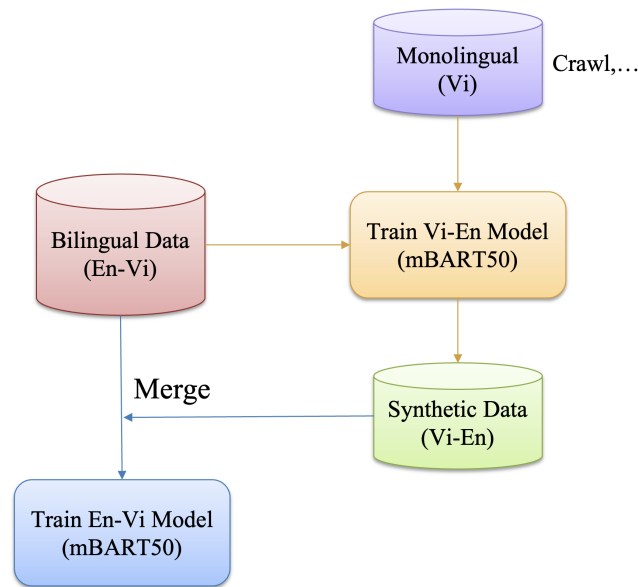 Monolingual
(Vi)
Crawl,...
Bilingual Data
(En-Vi)
Train Vi-En Model
(mBART50)
Merge
Synthetic Data
(Vi-En)
Train En-Vi Model
(mBART50)